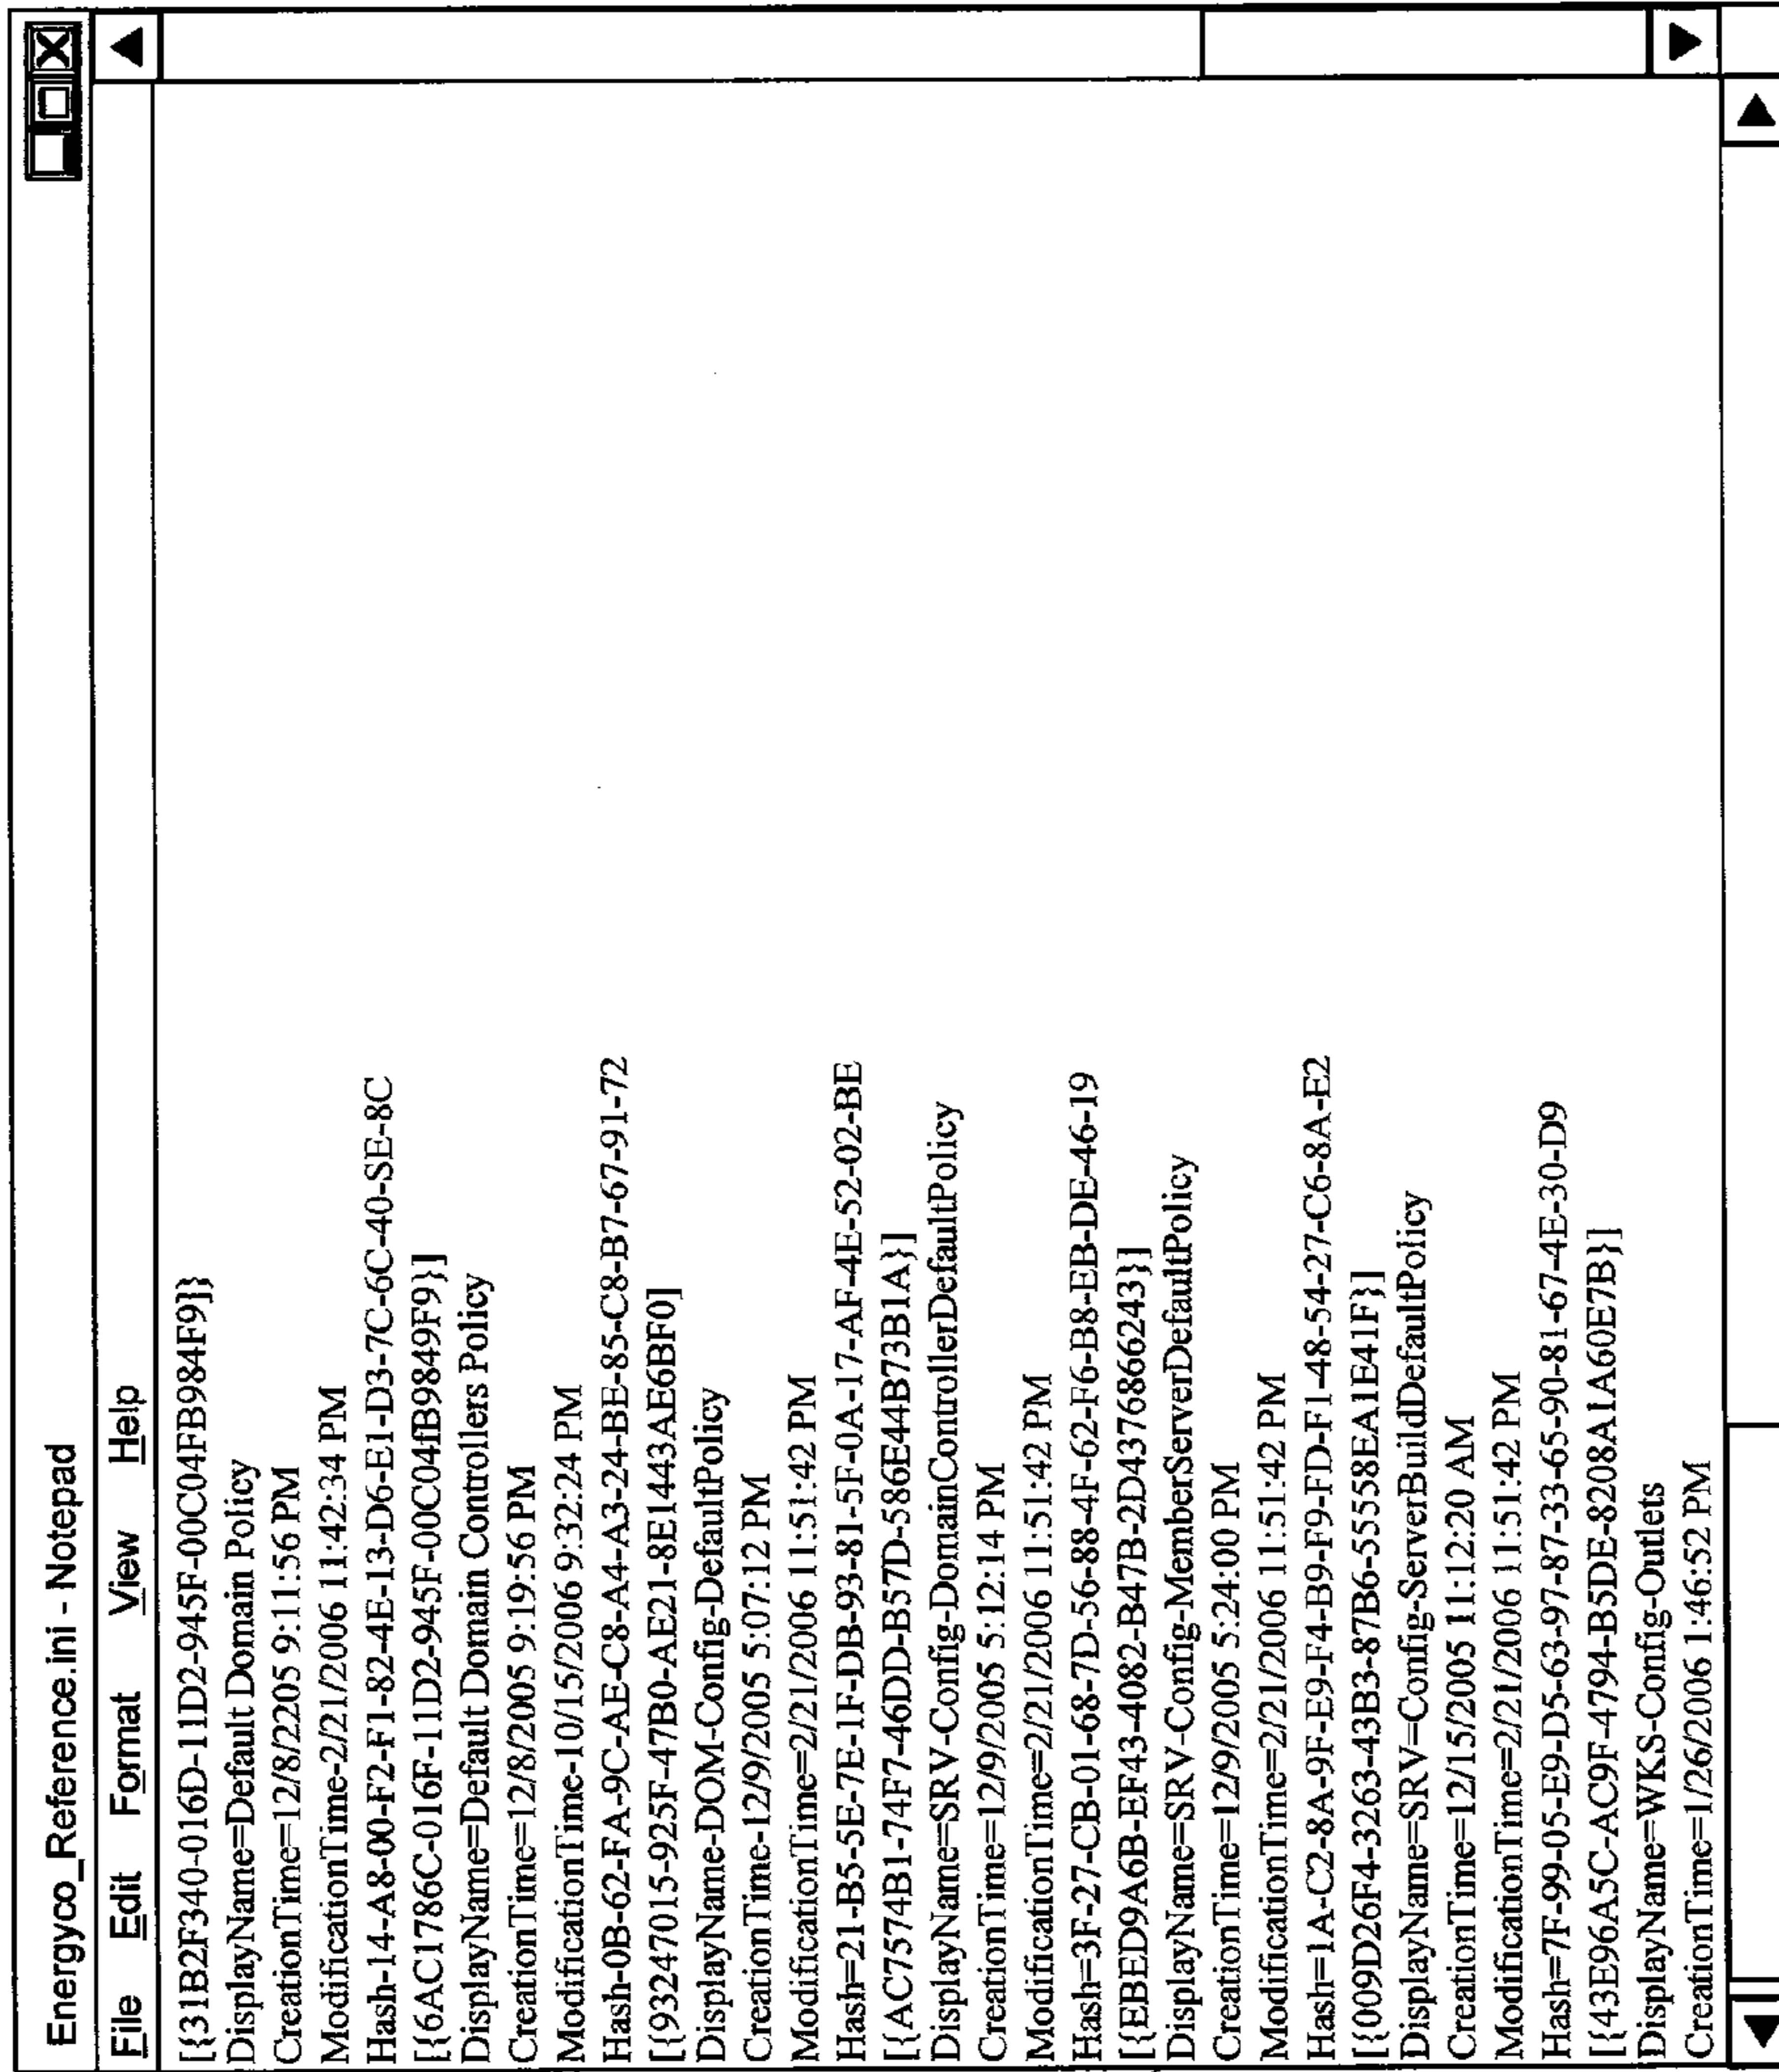 Energyco_Reference.ini - Notepad
File Edit Format View Help
[{31B2F340-016D-11D2-945F-00C04FB984F9]}
DisplayName=Default Domain Policy
CreationTime=12/8/2205 9:11:56 PM
ModificationTime-2/21/2006 11:42:34 PM
Hash-14-A8-00-F2-F1-82-4E-13-D6-E1-D3-7C-6C-40-SE-8C
[{6AC1786C-016F-11D2-945F-00C04fB9849F9}]
DisplayName=Default Domain Controllers Policy
CreationTime=12/8/2005 9:19:56 PM
ModificationTime-10/15/2006 9:32:24 PM
Hash-0B-62-FA-9C-AE-C8-A4-A3-24-BE-85-C8-B7-67-91-72
[{93247015-925F-47B0-AE21-8E1443AE6BF0]
DisplayName-DOM-Config-DefaultPolicy
CreationTime-12/9/2005 5:07:12 PM
ModificationTime=2/21/2006 11:51:42 PM
Hash=21-B5-5E-7E-1F-DB-93-81-5F-0A-17-AF-4E-52-02-BE
[{AC7574B1-74F7-46DD-B57D-586E44B73B1A}]
DisplayName=SRV-Config-DomainControllerDefaultPolicy
CreationTime=12/9/2005 5:12:14 PM
ModificationTime=2/21/2006 11:51:42 PM
Hash=3F-27-CB-01-68-7D-56-88-4F-62-F6-B8-EB-DE-46-19
[{EBED9A6B-EF43-4082-B47B-2D4376866243}]
DisplayName=SRV-Config-MemberServerDefaultPolicy
CreationTime=12/9/2005 5:24:00 PM
ModificationTime=2/21/2006 11:51:42 PM
Hash=1A-C2-8A-9F-E9-F4-B9-F9-FD-F1-48-54-27-C6-8A-E2
[{009D26F4-3263-43B3-87B6-55558EA1E41F}]
DisplayName=SRV=Config-ServerBuildDefaultPolicy
CreationTime=12/15/2005 11:12:20 AM
ModificationTime=2/21/2006 11:51:42 PM
Hash=7F-99-05-E9-D5-63-97-87-33-65-90-81-67-4E-30-D9
[{43E96A5C-AC9F-4794-B5DE-8208A1A60E7B}]
DisplayName=WKS-Config-Outlets
CreationTime=1/26/2006 1:46:52 PM